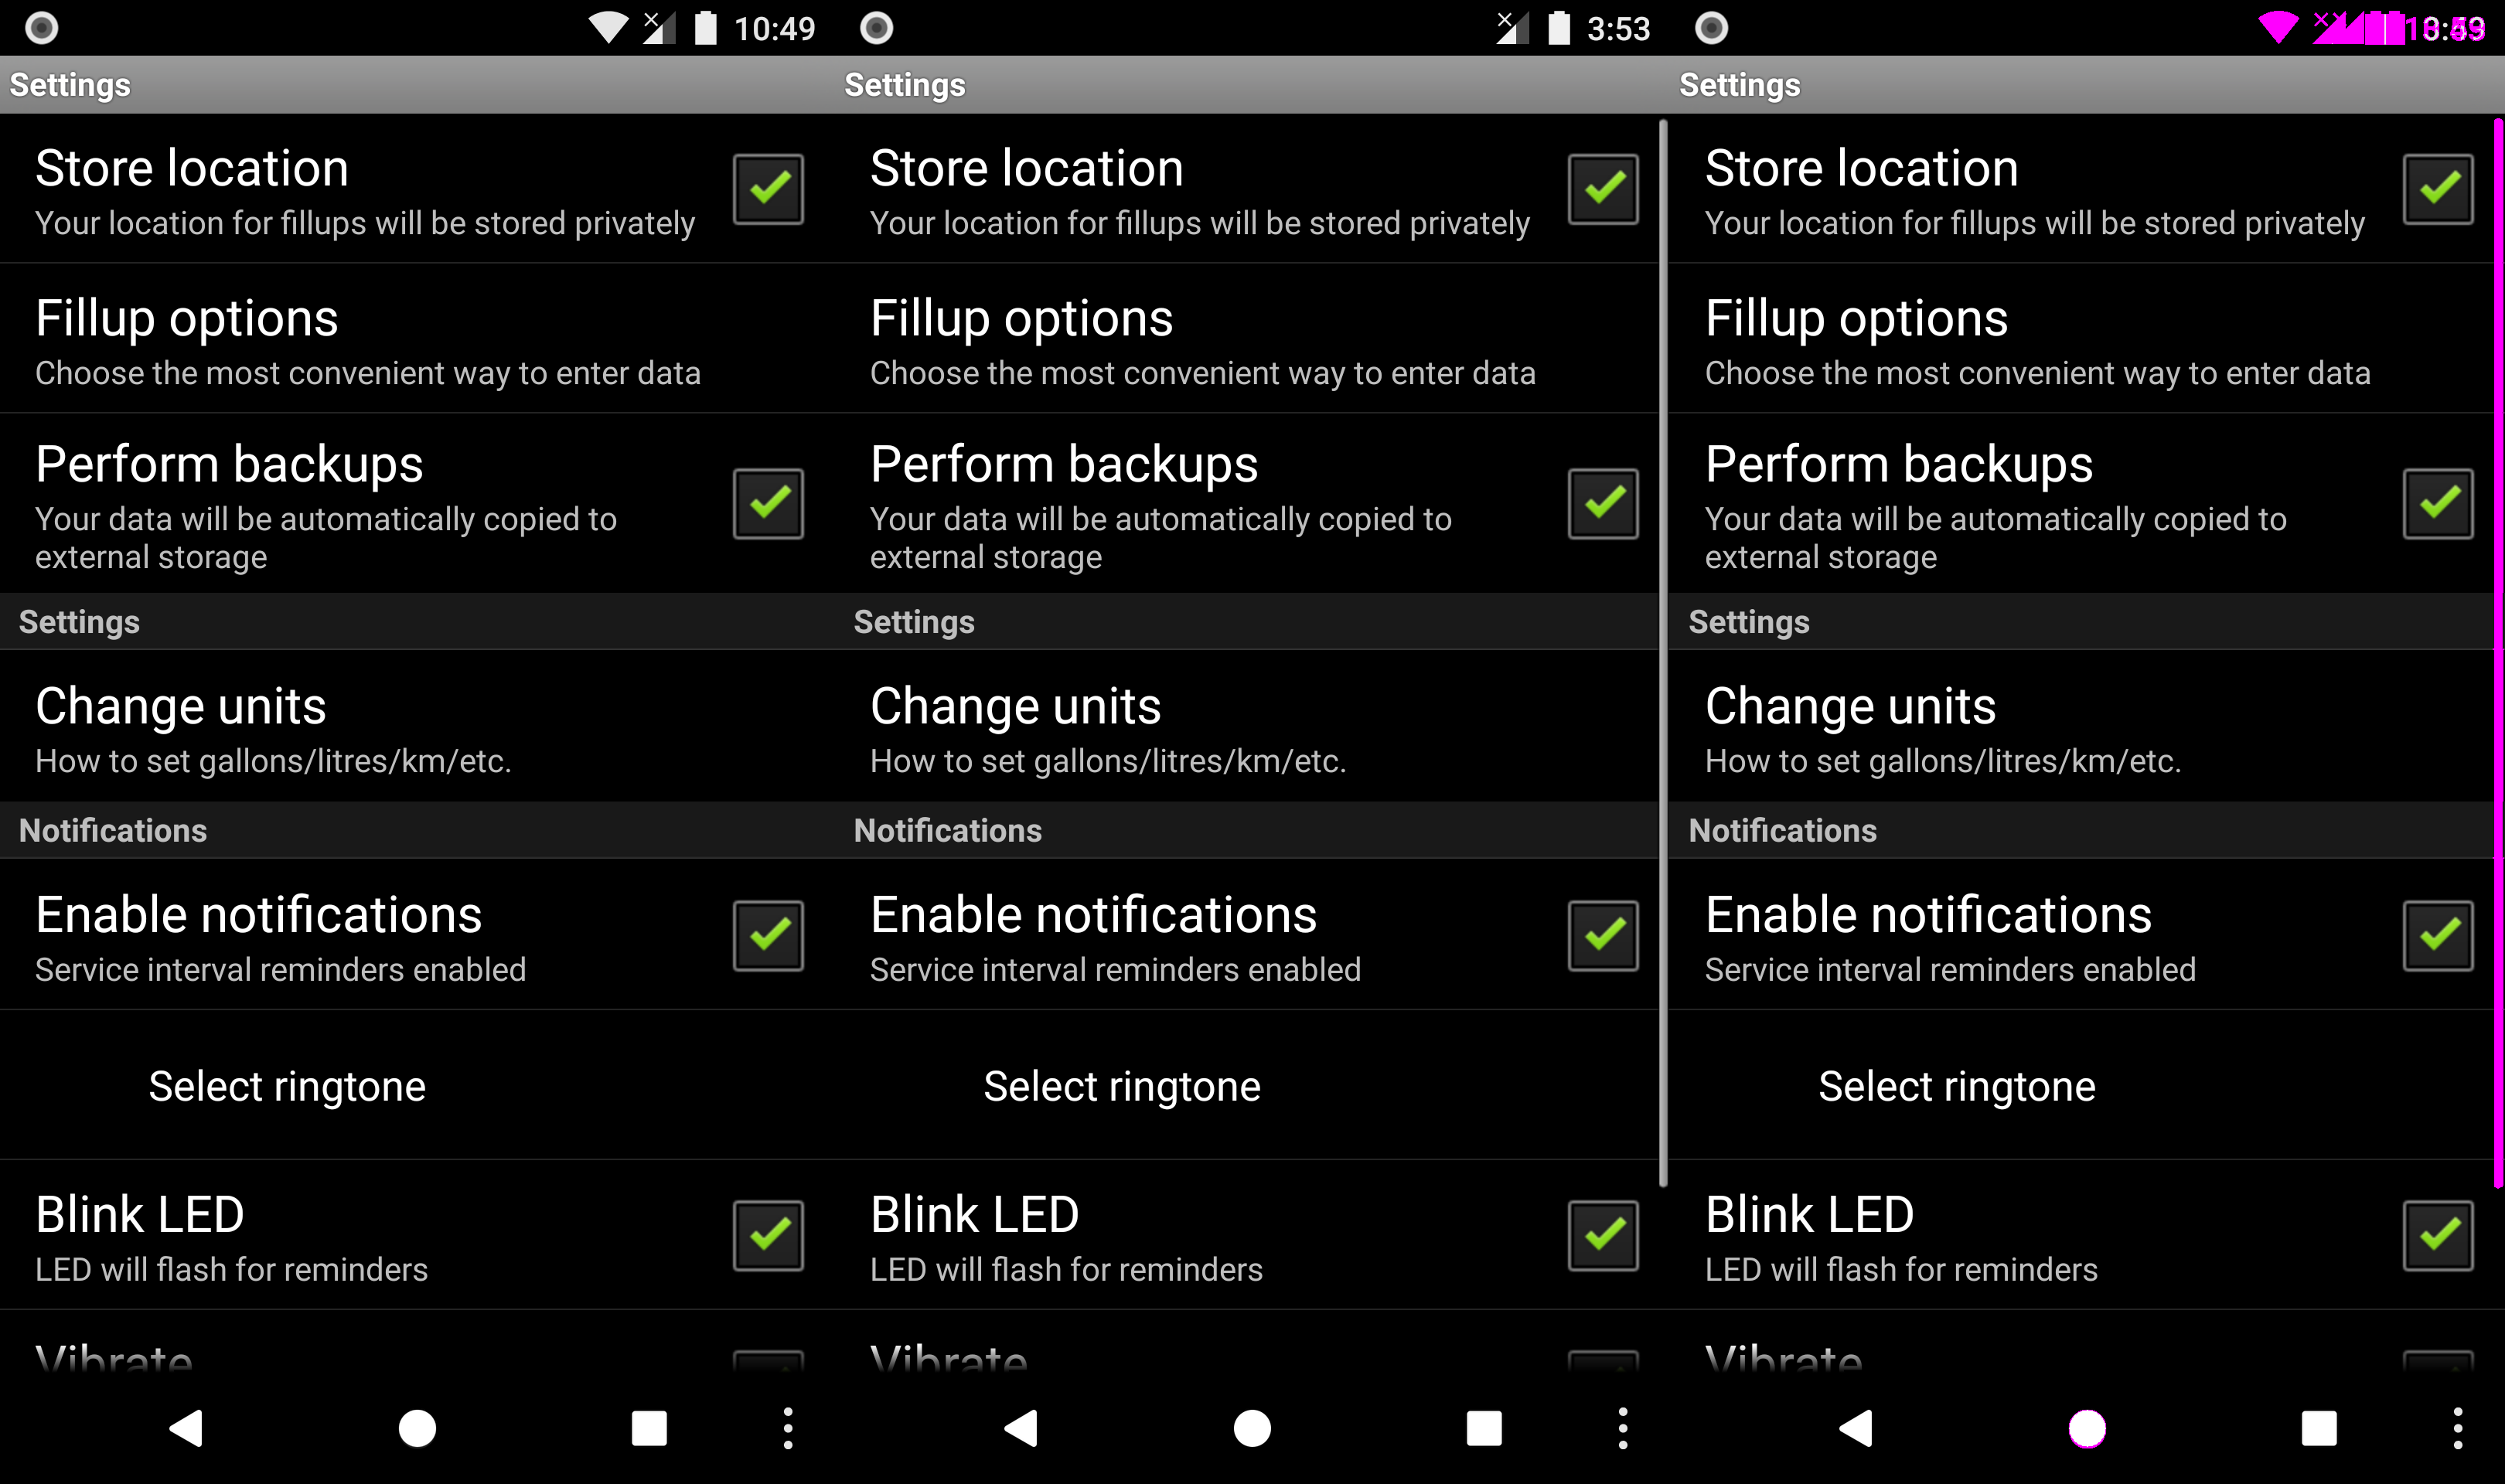 10:49
Settings
Store location
Your location for fillups will be stored privately
Fillup options
Choose the most convenient way to enter data
Perform backups
Your data will be automatically copied to
external storage
Settings
Change units
How to set gallons/litres/km/etc.
Notifications
Enable notifications
Service interval reminders enabled
Select ringtone
Blink LED
LED will flash for reminders
Vibrate
3:53
Settings
Store location
Your location for fillups will be stored privately
Fillup options
Choose the most convenient way to enter data
Perform backups
Your data will be automatically copied to
external storage
Settings
Change units
How to set gallons/litres/km/etc.
Notifications
Enable notifications
Service interval reminders enabled
Select ringtone
Blink LED
LED will flash for reminders
Vibrate
Settings
Store location
Your location for fillups will be stored privately
Fillup options
Choose the most convenient way to enter data
Perform backups
Your data will be automatically copied to
external storage
Settings
Change units
How to set gallons/litres/km/etc.
Notifications
Enable notifications
Service interval reminders enabled
Select ringtone
Blink LED
LED will flash for reminders
Vibrate